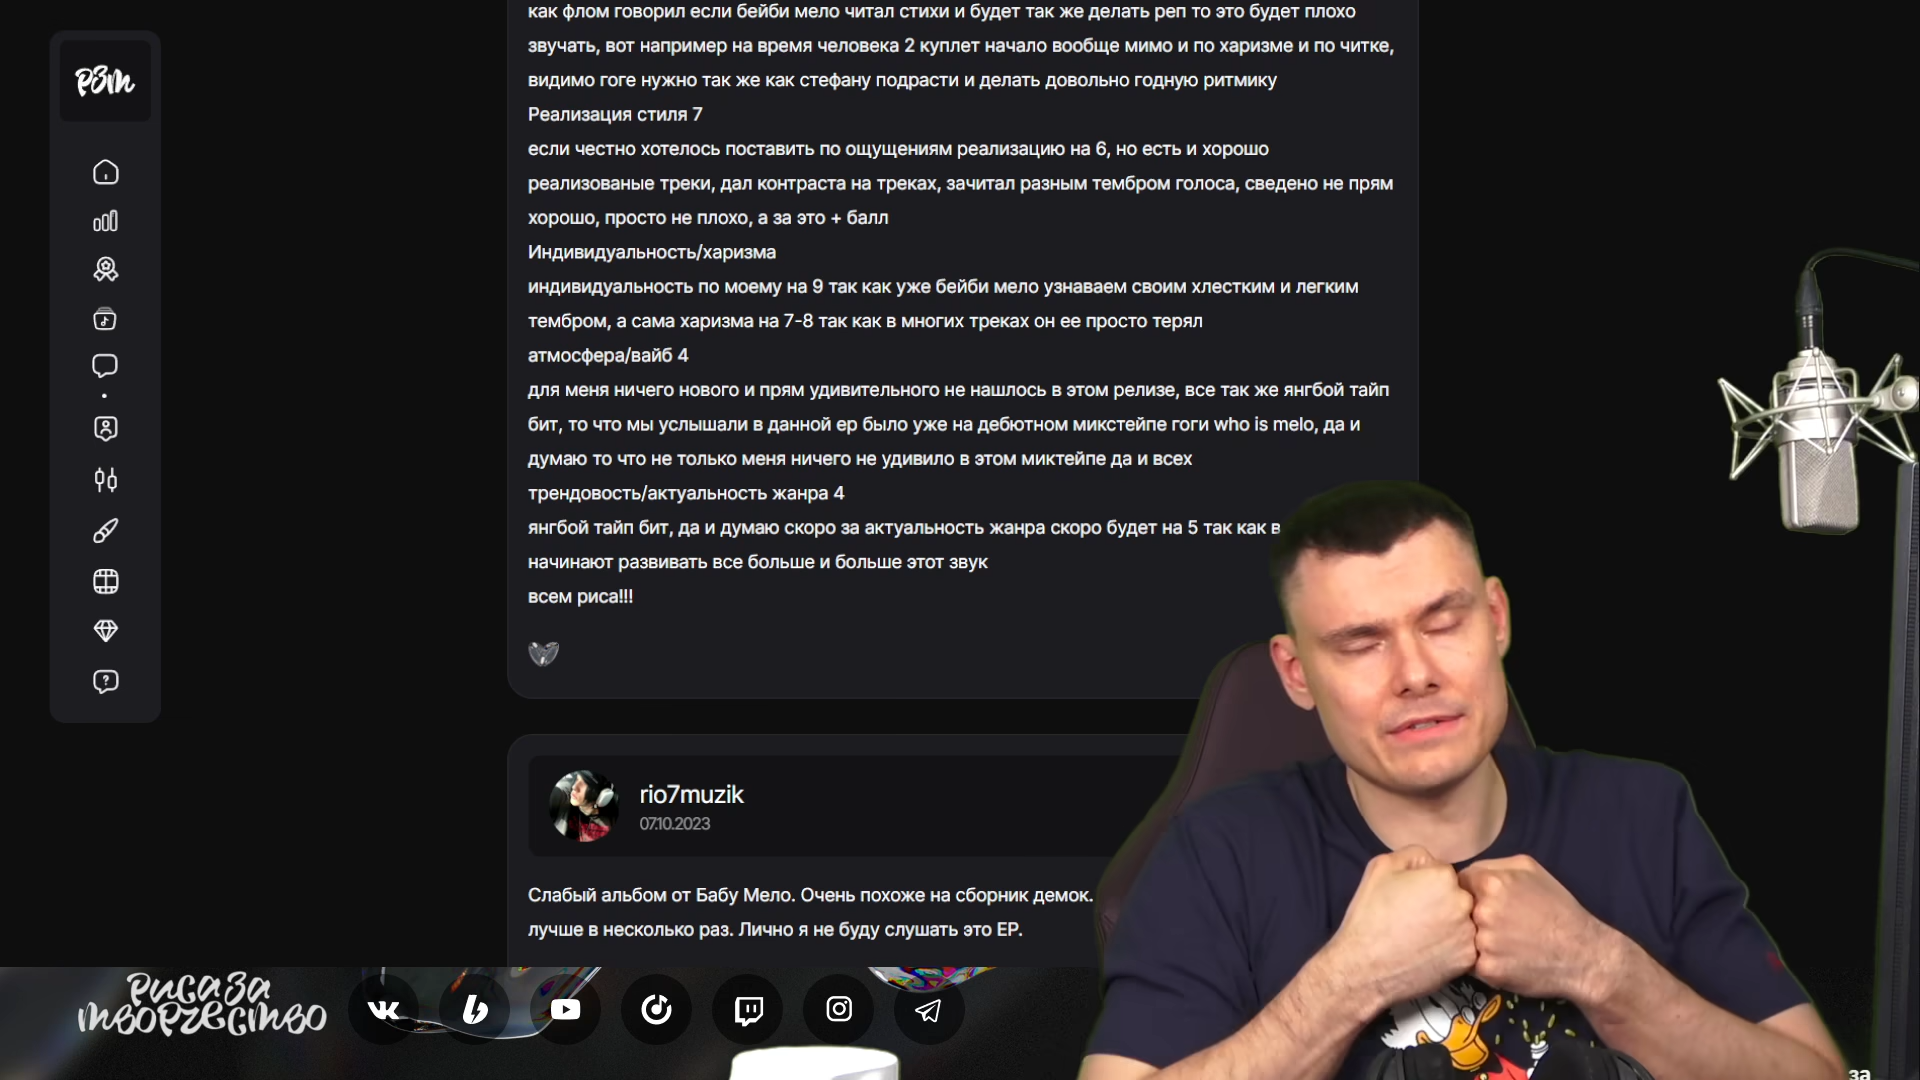 как флом говорил если бейби мело читал стихи и будет так же делать реп то это будет плохо
звучать, вот например на время человека 2 куплет начало вообще мимо и по харизме и по читке,
видимо гоге нужно так же как стефану подрасти и делать довольно годную ритмику
Реализация стиля 7
если честно хотелось поставить по ощущениям реализацию на 6, но есть и хорошо
реализованые треки, дал контраста на треках, зачитал разным тембром голоса, сведено не прям
хорошо, просто не плохо, а за это + балл
Индивидуальность/харизма
индивидуальность по моему на 9 так как уже бейби мело узнаваем своим хлестким и легким
тембром, а сама харизма на 7-8 так как в многих треках он ее просто терял
атмосфера/вайб 4
для меня ничего нового и прям удивительного не нашлось в этом релизе, все так же янгбой тайп
бит, то что мы услышали в данной ер было уже на дебютном микстейпе гоги who is melo, да и
думаю то что не только меня ничего не удивило в этом миктейпе да и всех
трендовость/актуальность жанра 4
янгбой тайп бит, да и думаю скоро за актуальность жанра скоро будет на 5 так как в
начинают развивать все больше и больше этот звук
всем риса!!!
rio7muzik
07.10.2023
Слабый альбом от Бабу Мело. Очень похоже на сборник демок.
лучше в несколько раз. Лично я не буду слушать это EP.
РЗТ
Риса За
Творчество
за